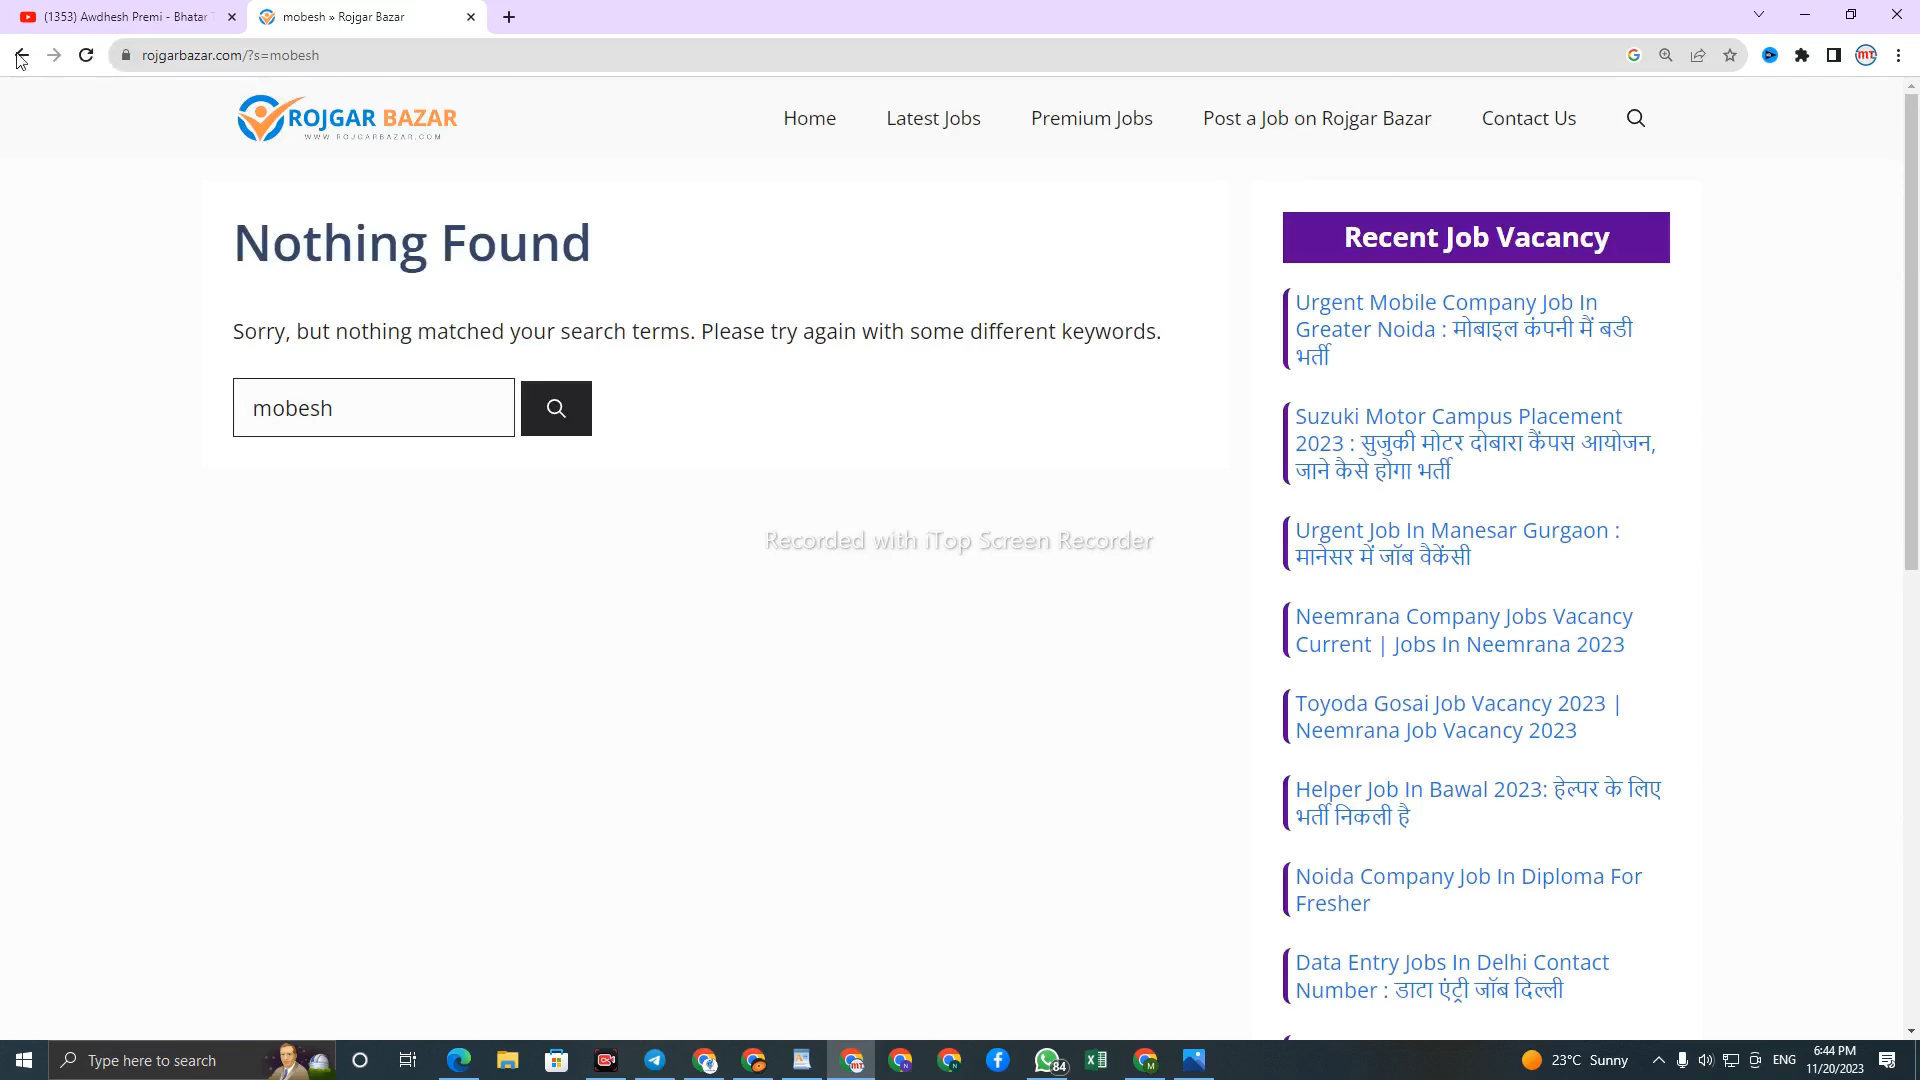 (1353) Awdhesh Premi - Bhatar
mobesh » Rojgar Bazar
rojgarbazar.com/?s=mobesh
ROJGAR BAZAR
WWW.ROJGARBAZAR.COM
Home
Latest Jobs
Premium Jobs
Post a Job on Rojgar Bazar
Contact Us
Nothing Found
Sorry, but nothing matched your search terms. Please try again with some different keywords.
mobesh
Recent Job Vacancy
Urgent Mobile Company Job In
Greater Noida : मोबाइल कंपनी मैं बडी
भर्ती
Suzuki Motor Campus Placement
2023 : सुजुकी मोटर दोबारा कैंपस आयोजन,
जाने कैसे होगा भर्ती
Urgent Job In Manesar Gurgaon :
मानेसर में जॉब वैकेंसी
Neemrana Company Jobs Vacancy
Current | Jobs In Neemrana 2023
Toyoda Gosai Job Vacancy 2023 |
Neemrana Job Vacancy 2023
Helper Job In Bawal 2023: हेल्पर के लिए
भर्ती निकली है
Noida Company Job In Diploma For
Fresher
Data Entry Jobs In Delhi Contact
Number : डाटा एंट्री जॉब दिल्ली
Recorded with iTop Screen Recorder
Type here to search
84
23°C Sunny
ENG
6:44 PM
11/20/2023